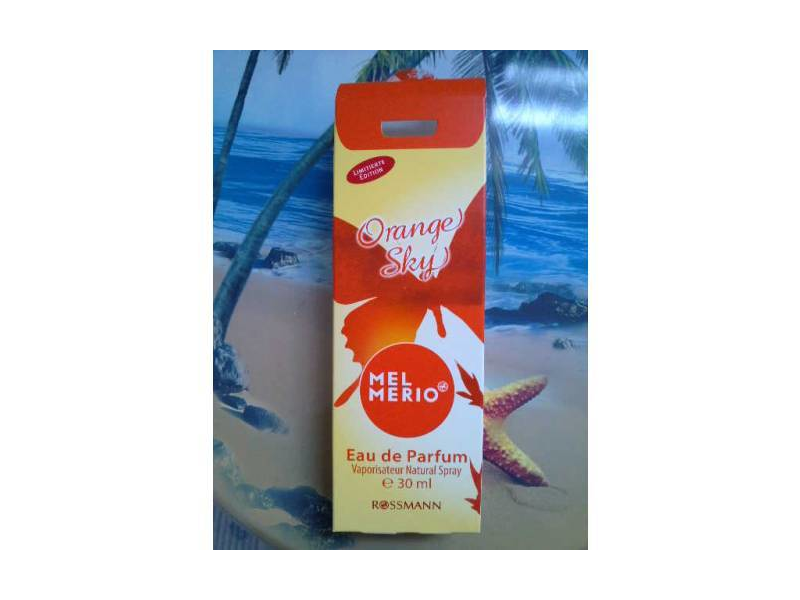 LIMITIERTE
EDITION
Orange
Sky
MEL
MERIO
Eau de Parfum
Vaporisateur Natural Spray
℮ 30 ml
ROSSMANN